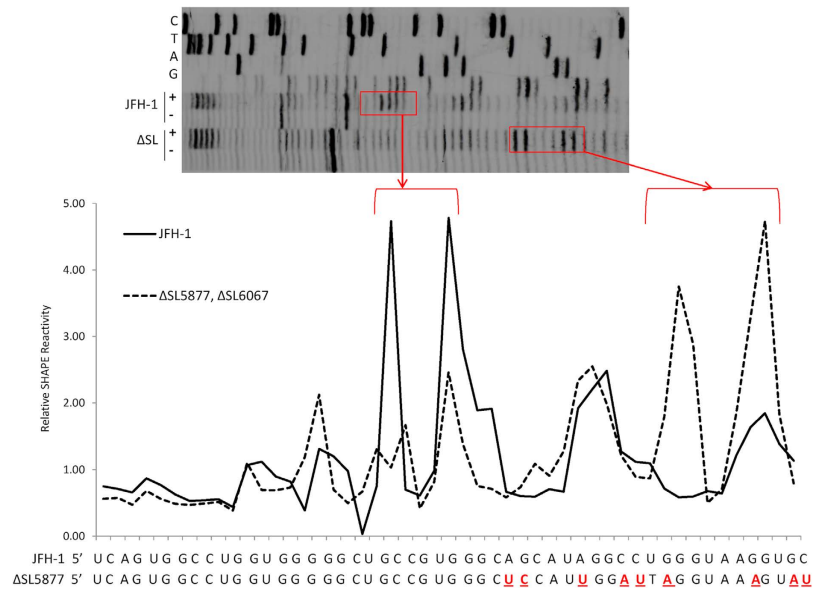 C
T
A
G
JFH-1
+
-
ΔSL
+
-
5.00
4.00
3.00
2.00
1.00
0.00
Relative SHAPE Reactivity
JFH-1
ΔSL5877, ΔSL6067
JFH-1 5' U C A G U G G C C U G G U G G G G G C U G C C G U G G G C A G C A U A G G C C U G G G U A A G G U G C
ΔSL5877 5' U C A G U G G C C U G G U G G G G G C U G C C G U G G G C U C C A U U G G A U T A G G U A A A G U A U